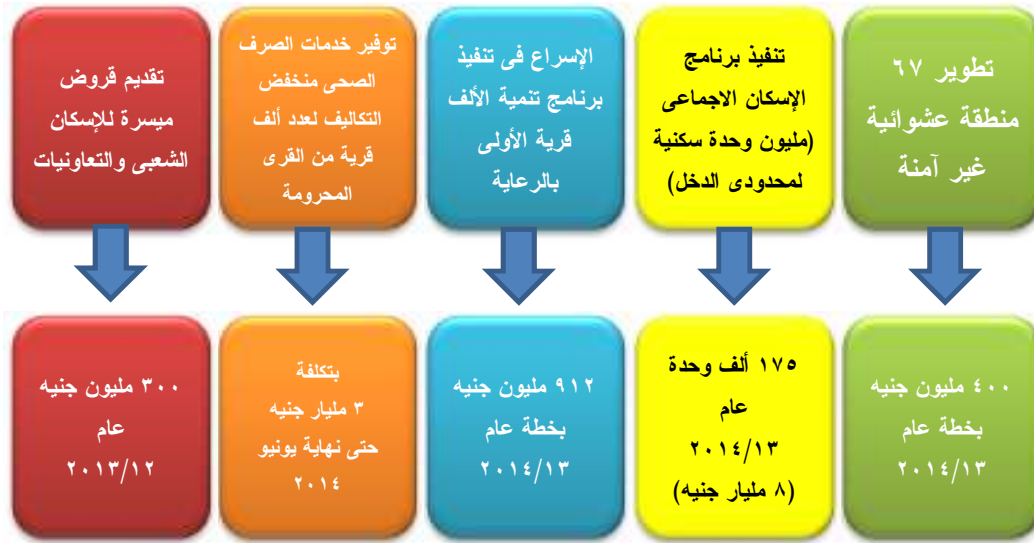 تطوير ٦٧
منطقة عشوائية
غير آمنة
تنفيذ برنامج
الإسكان الاجماعى
(مليون وحدة سكنية
لمحدودى الدخل)
الإسراع فى تنفيذ
برنامج تنمية الألف
قرية الأولى
بالرعاية
توفير خدمات الصرف
الصحى منخفض
التكاليف لعدد ألف
قرية من القرى
المحرومة
تقديم قروض
ميسرة للإسكان
الشعبى والتعاونيات
٤٠٠ مليون جنيه
بخطة عام
٢٠١٤/١٣
١٧٥ ألف وحدة
عام
٢٠١٤/١٣
(٨ مليار جنيه)
٩١٢ مليون جنيه
بخطة عام
٢٠١٤/١٣
بتكلفة
٣ مليار جنيه
حتى نهاية يونيو
٢٠١٤
٣٠٠ مليون جنيه
عام
٢٠١٣/١٢